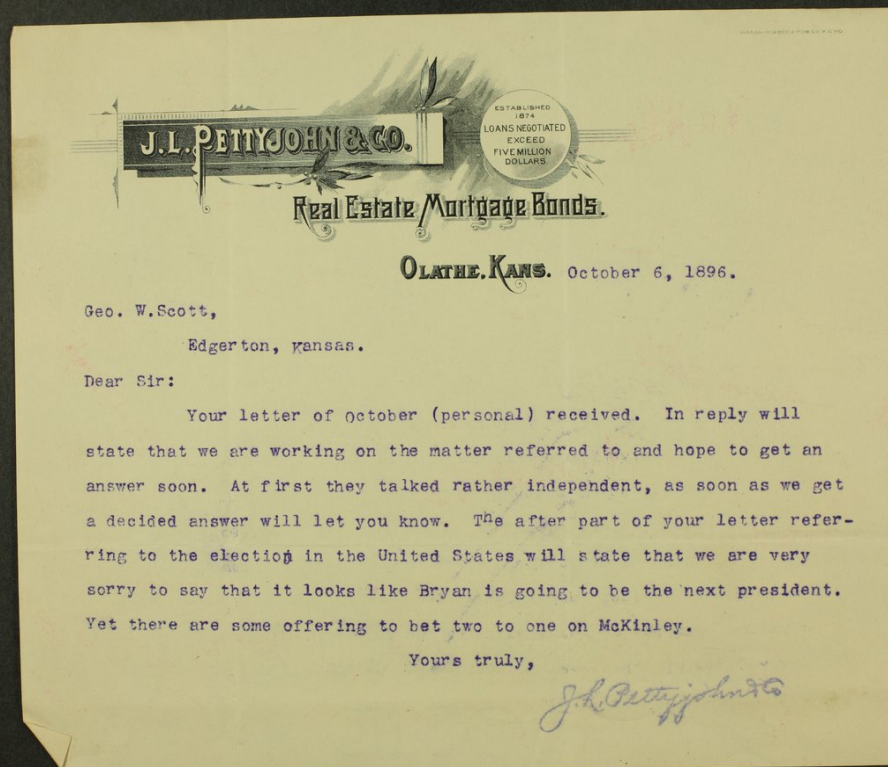 J.L. PETTYJOHN & CO.
ESTABLISHED
1874
LOANS NEGOTIATED
EXCEED
FIVE MILLION
DOLLARS.
Real Estate Mortgage Bonds.
OLATHE, KANS. October 6, 1896.
Geo. W.Scott,
Edgerton, Kansas.
Dear Sir:
Your letter of October (personal) received. In reply will
state that we are working on the matter referred to and hope to get an
answer soon. At first they talked rather independent, as soon as we get
a decided answer will let you know. The after part of your letter refer-
ring to the election in the United States will state that we are very
sorry to say that it looks like Bryan is going to be the next president.
Yet there are some offering to bet two to one on McKinley.
Yours truly,
J.L. Pettyjohn & Co